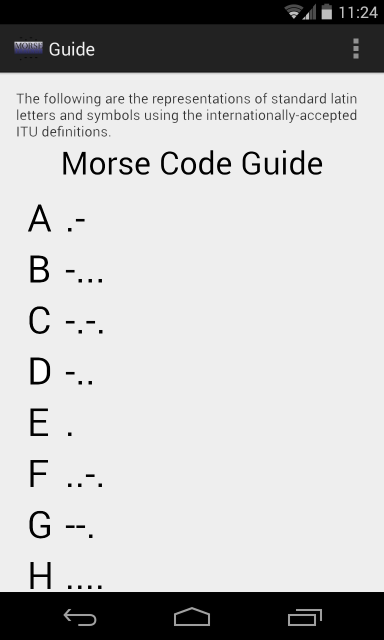 11:24
MORSE Guide
The following are the representations of standard latin
letters and symbols using the internationally-accepted
ITU definitions.
Morse Code Guide
A .-
B -...
C -.-.
D -..
E .
F ..-.
G --.
H ....